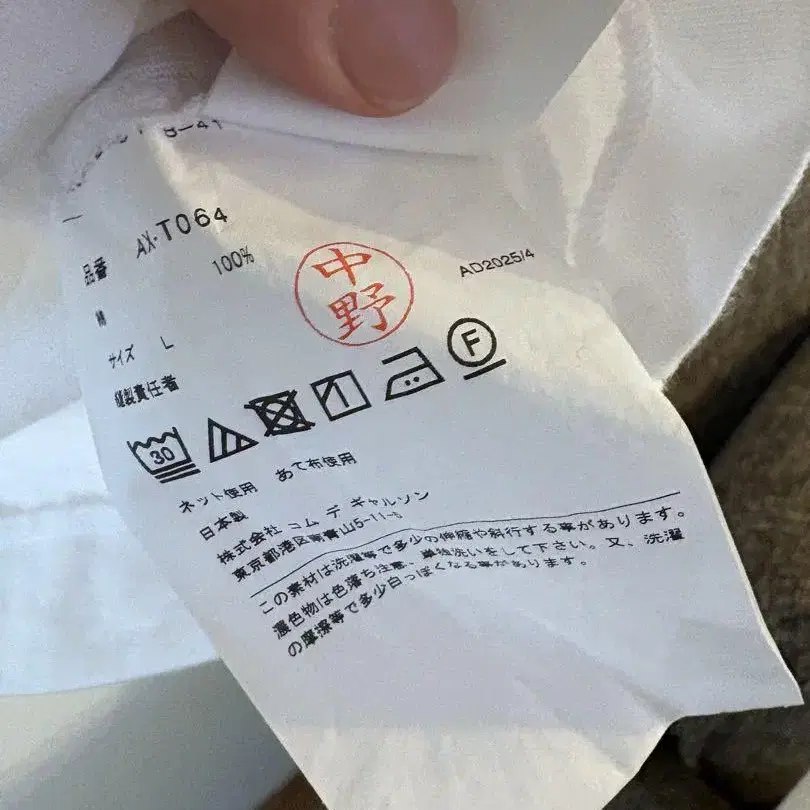 品番 AX-T064
綿 100%
サイズ L
縫製責任者
中野
AD2025/4
30
F
ネット使用 あて布使用
日本製
株式会社 コム デ ギャルソン
東京都港区南青山5-11-5
この素材は洗濯等で多少の伸縮や斜行する事があります。
濃色物は色落ち注意、単独洗いをして下さい。又、洗濯
の摩擦等で多少白っぽくなる事があります。